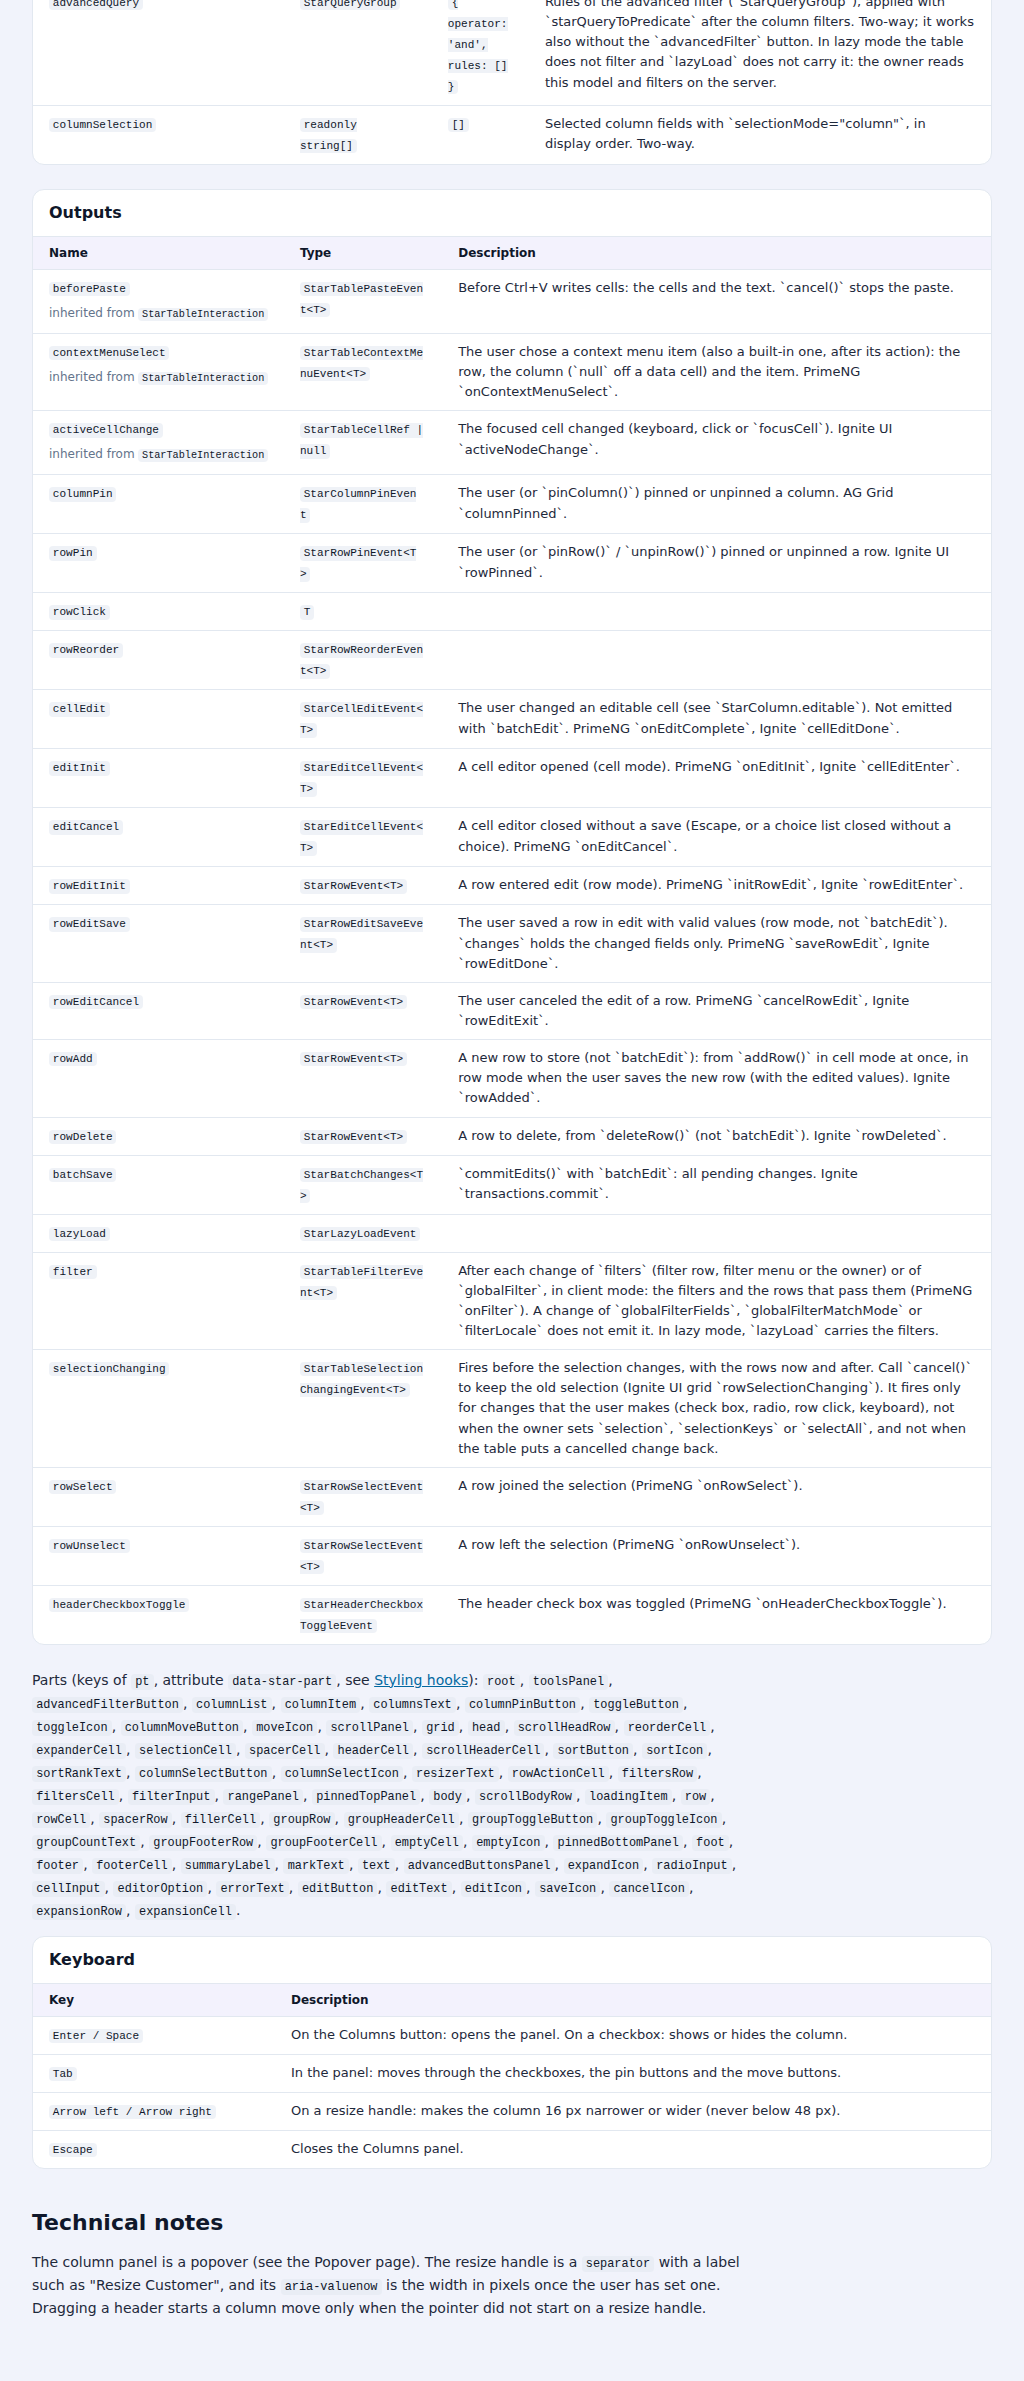 advancedQuery
StarQueryGroup
{
operator:
'and',
rules: []
}
Rules of the advanced filter (`StarQueryGroup`), applied with
`starQueryToPredicate` after the column filters. Two-way; it works
also without the `advancedFilter` button. In lazy mode the table
does not filter and `lazyLoad` does not carry it: the owner reads
this model and filters on the server.
columnSelection
readonly
string[]
[]
Selected column fields with `selectionMode="column"`, in
display order. Two-way.
Outputs
Name Type Description
beforePaste
inherited from StarTableInteraction
StarTablePasteEven
t<T>
Before Ctrl+V writes cells: the cells and the text. `cancel()` stops the paste.
contextMenuSelect
inherited from StarTableInteraction
StarTableContextMe
nuEvent<T>
The user chose a context menu item (also a built-in one, after its action): the
row, the column (`null` off a data cell) and the item. PrimeNG
`onContextMenuSelect`.
activeCellChange
inherited from StarTableInteraction
StarTableCellRef |
null
The focused cell changed (keyboard, click or `focusCell`). Ignite UI
`activeNodeChange`.
columnPin
StarColumnPinEven
t
The user (or `pinColumn()`) pinned or unpinned a column. AG Grid
`columnPinned`.
rowPin
StarRowPinEvent<T
>
The user (or `pinRow()` / `unpinRow()`) pinned or unpinned a row. Ignite UI
`rowPinned`.
rowClick
T
rowReorder
StarRowReorderEven
t<T>
cellEdit
StarCellEditEvent<
T>
The user changed an editable cell (see `StarColumn.editable`). Not emitted
with `batchEdit`. PrimeNG `onEditComplete`, Ignite `cellEditDone`.
editInit
StarEditCellEvent<
T>
A cell editor opened (cell mode). PrimeNG `onEditInit`, Ignite `cellEditEnter`.
editCancel
StarEditCellEvent<
T>
A cell editor closed without a save (Escape, or a choice list closed without a
choice). PrimeNG `onEditCancel`.
rowEditInit
StarRowEvent<T>
A row entered edit (row mode). PrimeNG `initRowEdit`, Ignite `rowEditEnter`.
rowEditSave
StarRowEditSaveEve
nt<T>
The user saved a row in edit with valid values (row mode, not `batchEdit`).
`changes` holds the changed fields only. PrimeNG `saveRowEdit`, Ignite
`rowEditDone`.
rowEditCancel
StarRowEvent<T>
The user canceled the edit of a row. PrimeNG `cancelRowEdit`, Ignite
`rowEditExit`.
rowAdd
StarRowEvent<T>
A new row to store (not `batchEdit`): from `addRow()` in cell mode at once, in
row mode when the user saves the new row (with the edited values). Ignite
`rowAdded`.
rowDelete
StarRowEvent<T>
A row to delete, from `deleteRow()` (not `batchEdit`). Ignite `rowDeleted`.
batchSave
StarBatchChanges<T
>
`commitEdits()` with `batchEdit`: all pending changes. Ignite
`transactions.commit`.
lazyLoad
StarLazyLoadEvent
filter
StarTableFilterEve
nt<T>
After each change of `filters` (filter row, filter menu or the owner) or of
`globalFilter`, in client mode: the filters and the rows that pass them (PrimeNG
`onFilter`). A change of `globalFilterFields`, `globalFilterMatchMode` or
`filterLocale` does not emit it. In lazy mode, `lazyLoad` carries the filters.
selectionChanging
StarTableSelection
ChangingEvent<T>
Fires before the selection changes, with the rows now and after. Call `cancel()`
to keep the old selection (Ignite UI grid `rowSelectionChanging`). It fires only
for changes that the user makes (check box, radio, row click, keyboard), not
when the owner sets `selection`, `selectionKeys` or `selectAll`, and not when
the table puts a cancelled change back.
rowSelect
StarRowSelectEvent
<T>
A row joined the selection (PrimeNG `onRowSelect`).
rowUnselect
StarRowSelectEvent
<T>
A row left the selection (PrimeNG `onRowUnselect`).
headerCheckboxToggle
StarHeaderCheckbox
ToggleEvent
The header check box was toggled (PrimeNG `onHeaderCheckboxToggle`).
Parts (keys of pt, attribute data-star-part, see Styling hooks): root, toolsPanel,
advancedFilterButton, columnList, columnItem, columnsText, columnPinButton, toggleButton,
toggleIcon, columnMoveButton, moveIcon, scrollPanel, grid, head, scrollHeadRow, reorderCell,
expanderCell, selectionCell, spacerCell, headerCell, scrollHeaderCell, sortButton, sortIcon,
sortRankText, columnSelectButton, columnSelectIcon, resizerText, rowActionCell, filtersRow,
filtersCell, filterInput, rangePanel, pinnedTopPanel, body, scrollBodyRow, loadingItem, row,
rowCell, spacerRow, fillerCell, groupRow, groupHeaderCell, groupToggleButton, groupToggleIcon,
groupCountText, groupFooterRow, groupFooterCell, emptyCell, emptyIcon, pinnedBottomPanel, foot,
footer, footerCell, summaryLabel, markText, text, advancedButtonsPanel, expandIcon, radioInput,
cellInput, editorOption, errorText, editButton, editText, editIcon, saveIcon, cancelIcon,
expansionRow, expansionCell.
Keyboard
Key Description
Enter / Space On the Columns button: opens the panel. On a checkbox: shows or hides the column.
Tab In the panel: moves through the checkboxes, the pin buttons and the move buttons.
Arrow left / Arrow right On a resize handle: makes the column 16 px narrower or wider (never below 48 px).
Escape Closes the Columns panel.
Technical notes
The column panel is a popover (see the Popover page). The resize handle is a separator with a label
such as "Resize Customer", and its aria-valuenow is the width in pixels once the user has set one.
Dragging a header starts a column move only when the pointer did not start on a resize handle.